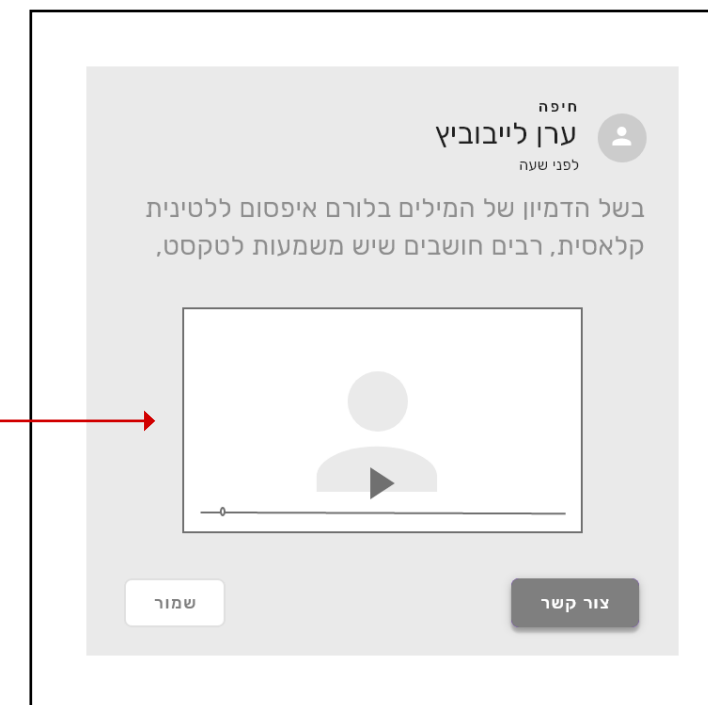 חיפה
ערן לייבוביץ
לפני שעה
בשל הדמיון של המילים בלורם איפסום ללטינית
קלאסית, רבים חושבים שיש משמעות לטקסט,
צור קשר
שמור